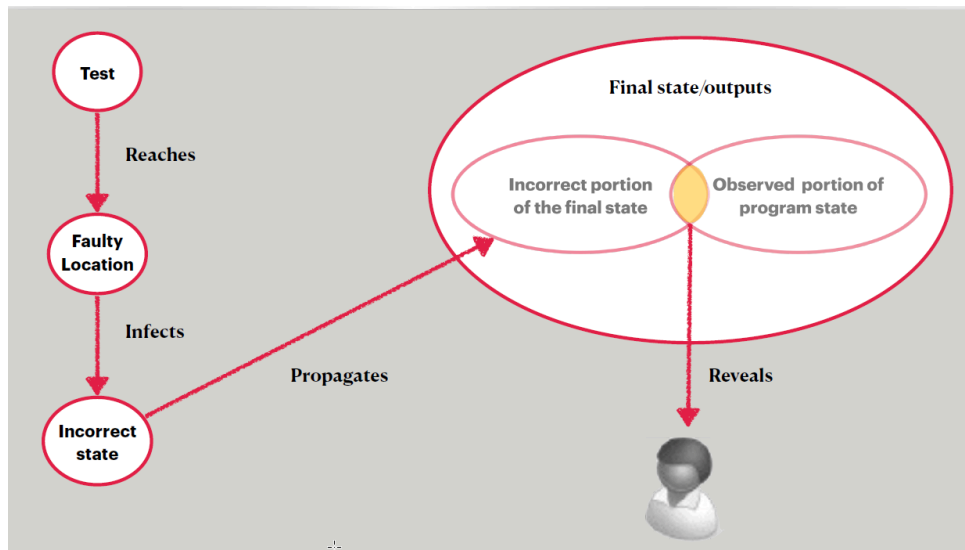 Test
Reaches
Faulty
Location
Infects
Incorrect
state
Propagates
Final state/outputs
Incorrect portion
of the final state
Observed portion of
program state
Reveals